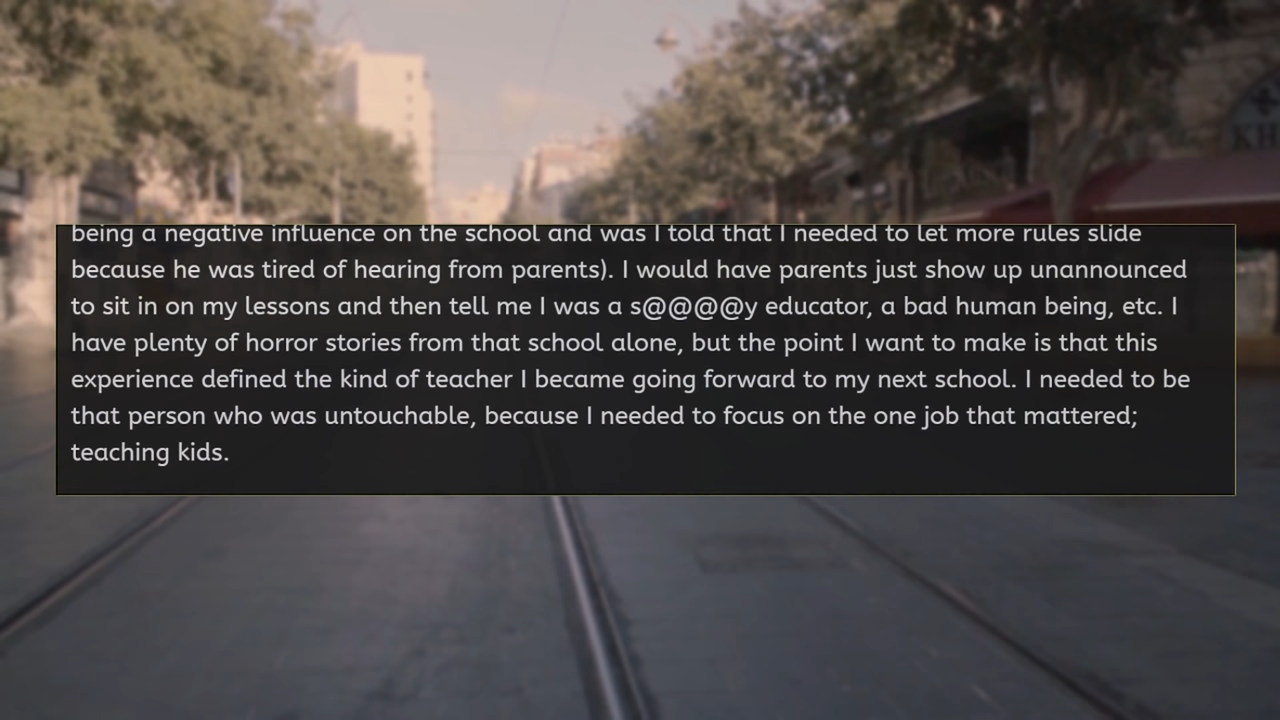 being a negative influence on the school and was I told that I needed to let more rules slide
because he was tired of hearing from parents). I would have parents just show up unannounced
to sit in on my lessons and then tell me I was a s@@@@y educator, a bad human being, etc. I
have plenty of horror stories from that school alone, but the point I want to make is that this
experience defined the kind of teacher I became going forward to my next school. I needed to be
that person who was untouchable, because I needed to focus on the one job that mattered;
teaching kids.